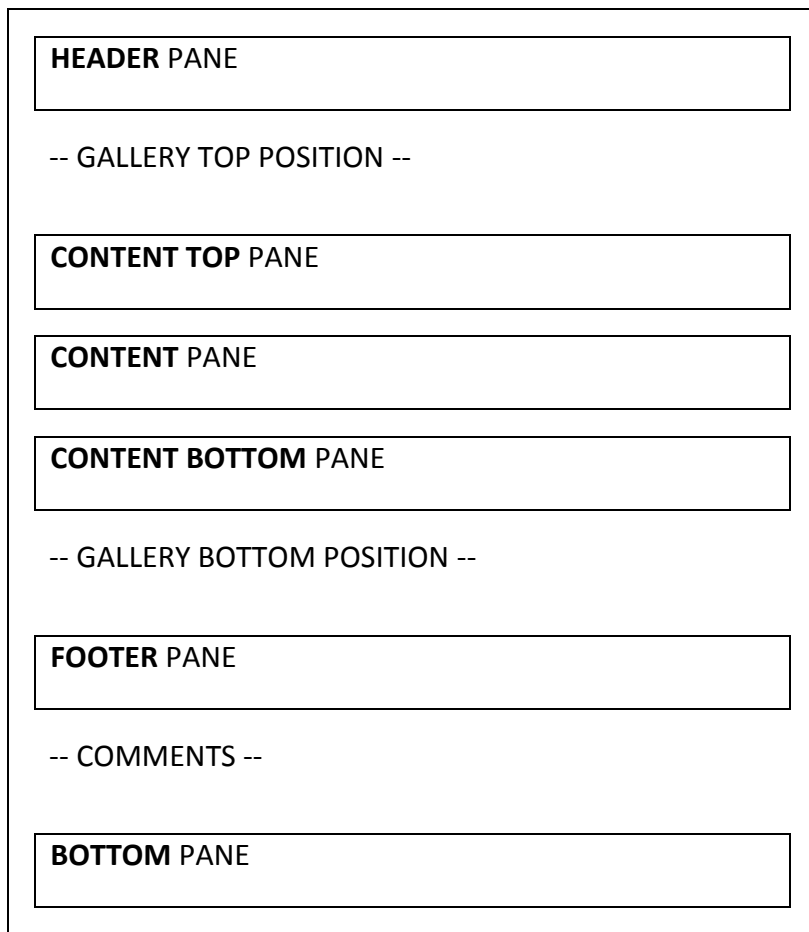 HEADER PANE
-- GALLERY TOP POSITION --
CONTENT TOP PANE
CONTENT PANE
CONTENT BOTTOM PANE
-- GALLERY BOTTOM POSITION --
FOOTER PANE
-- COMMENTS --
BOTTOM PANE